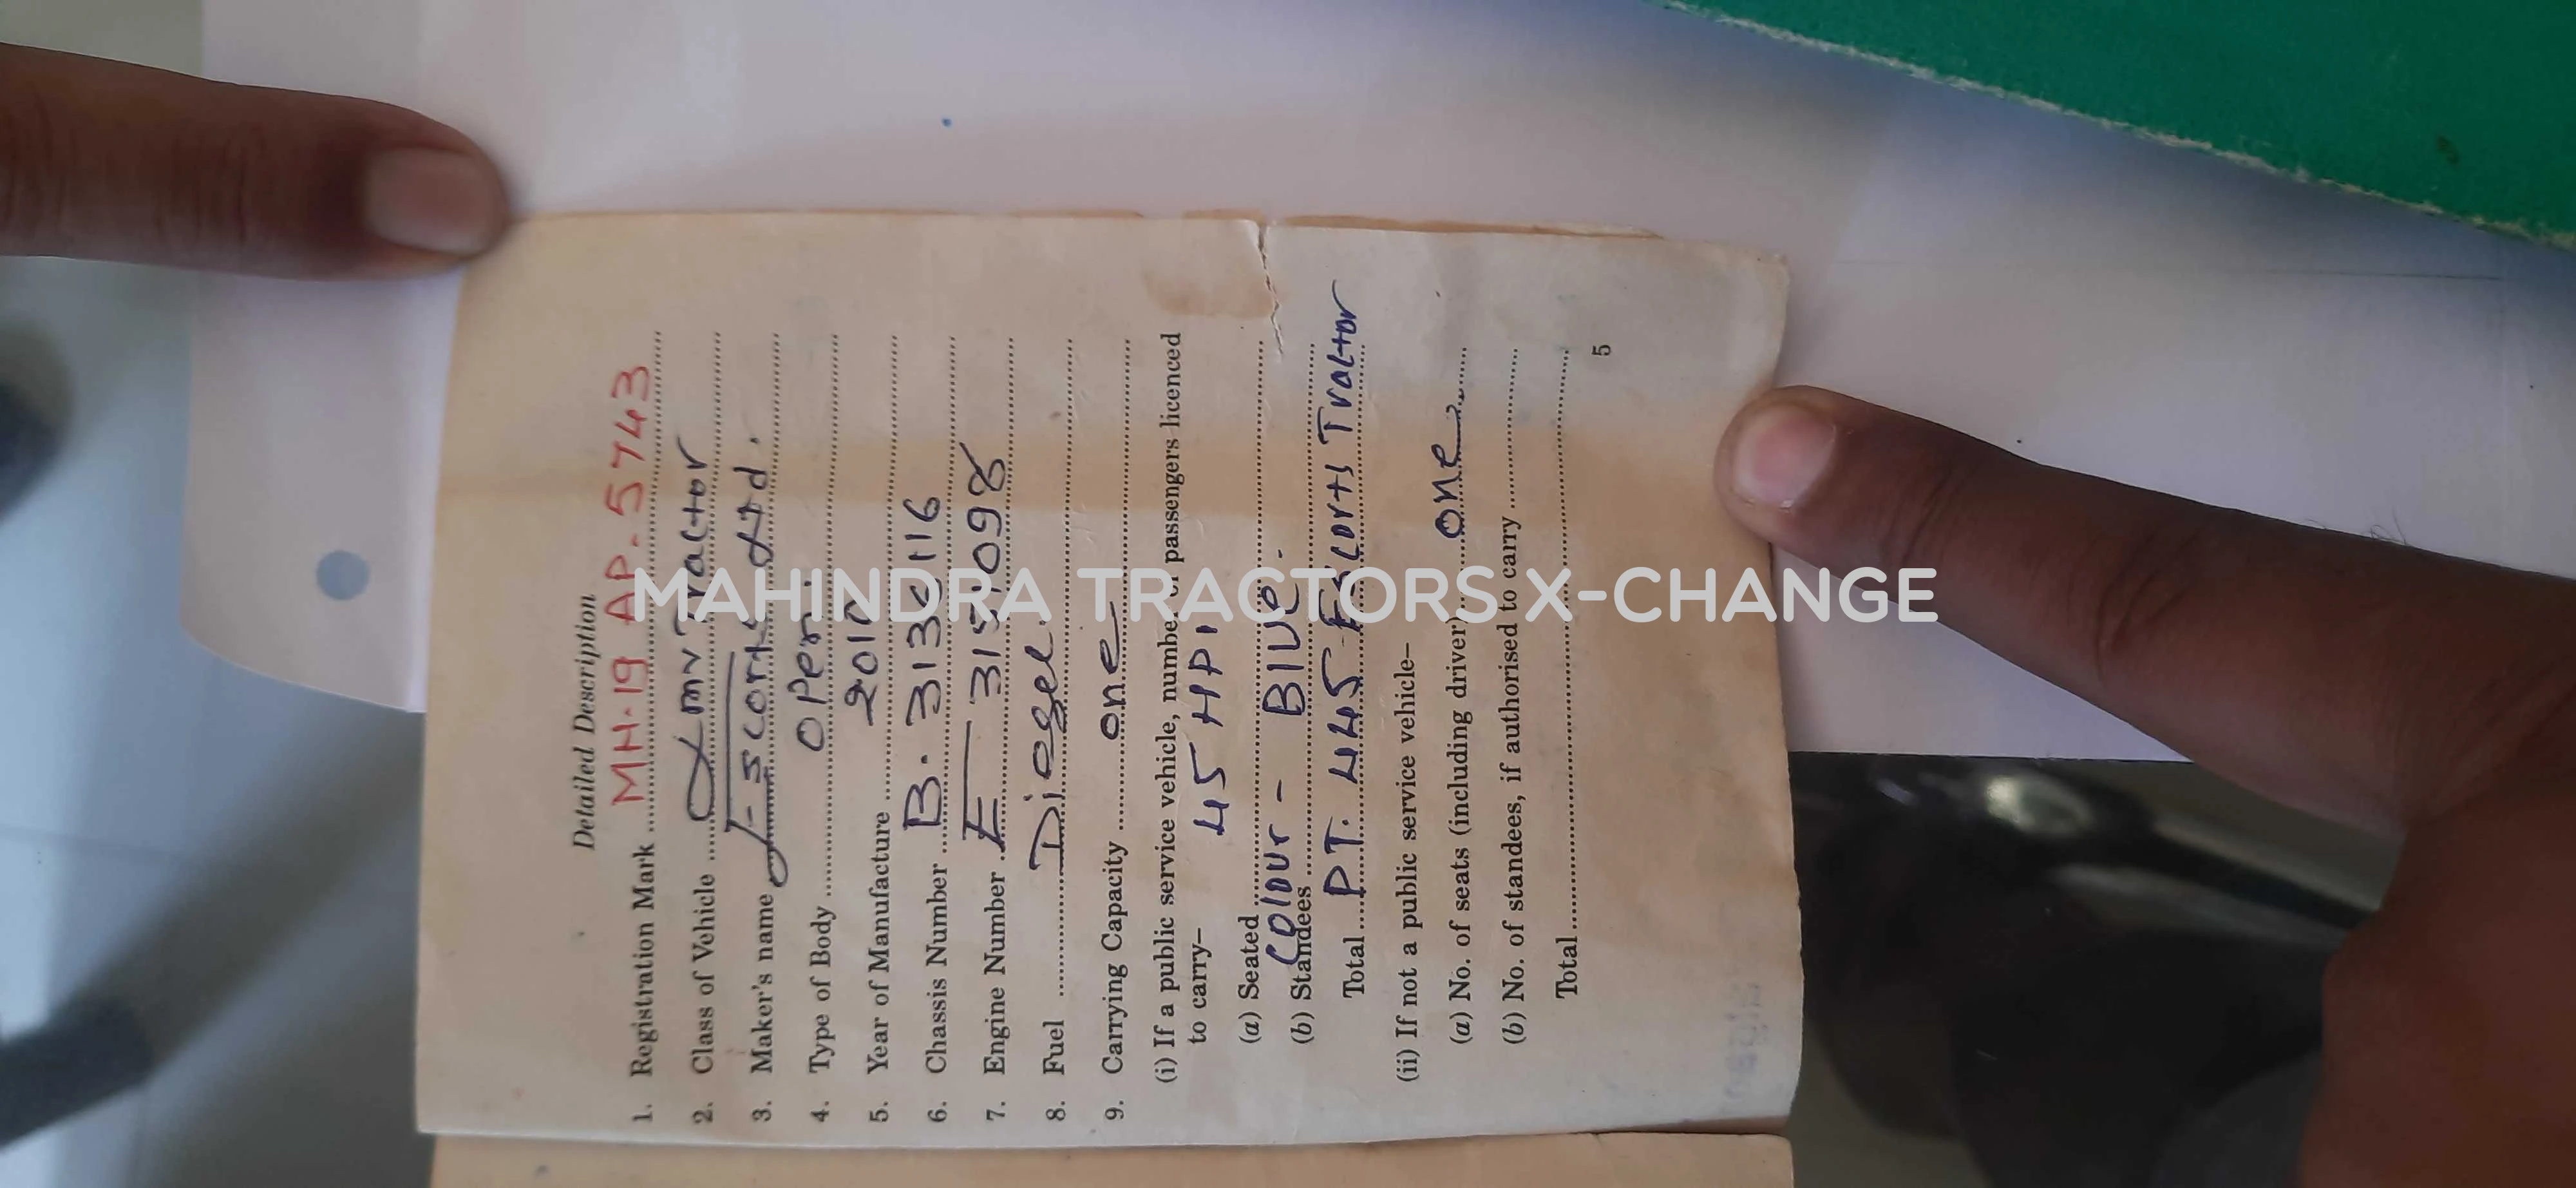 Detailed Description
1. Registration Mark MH.19 AP. 5743
2. Class of Vehicle Lmv Tractor
3. Maker's name Escorts Ltd.
4. Type of Body open.
5. Year of Manufacture 2010
6. Chassis Number B. 3136116
7. Engine Number
8. Fuel Diesel.
9. Carrying Capacity one
(i) If a public service vehicle, number of passengers licenced
to carry– 45 HP
(a) Seated
Colour - Blue.
(b) Standees
Total PT. 445 Escorts Tractor
(ii) If not a public service vehicle–
(a) No. of seats (including driver) one
(b) No. of standees, if authorised to carry
Total
5
MAHINDRA TRACTORS X-CHANGE